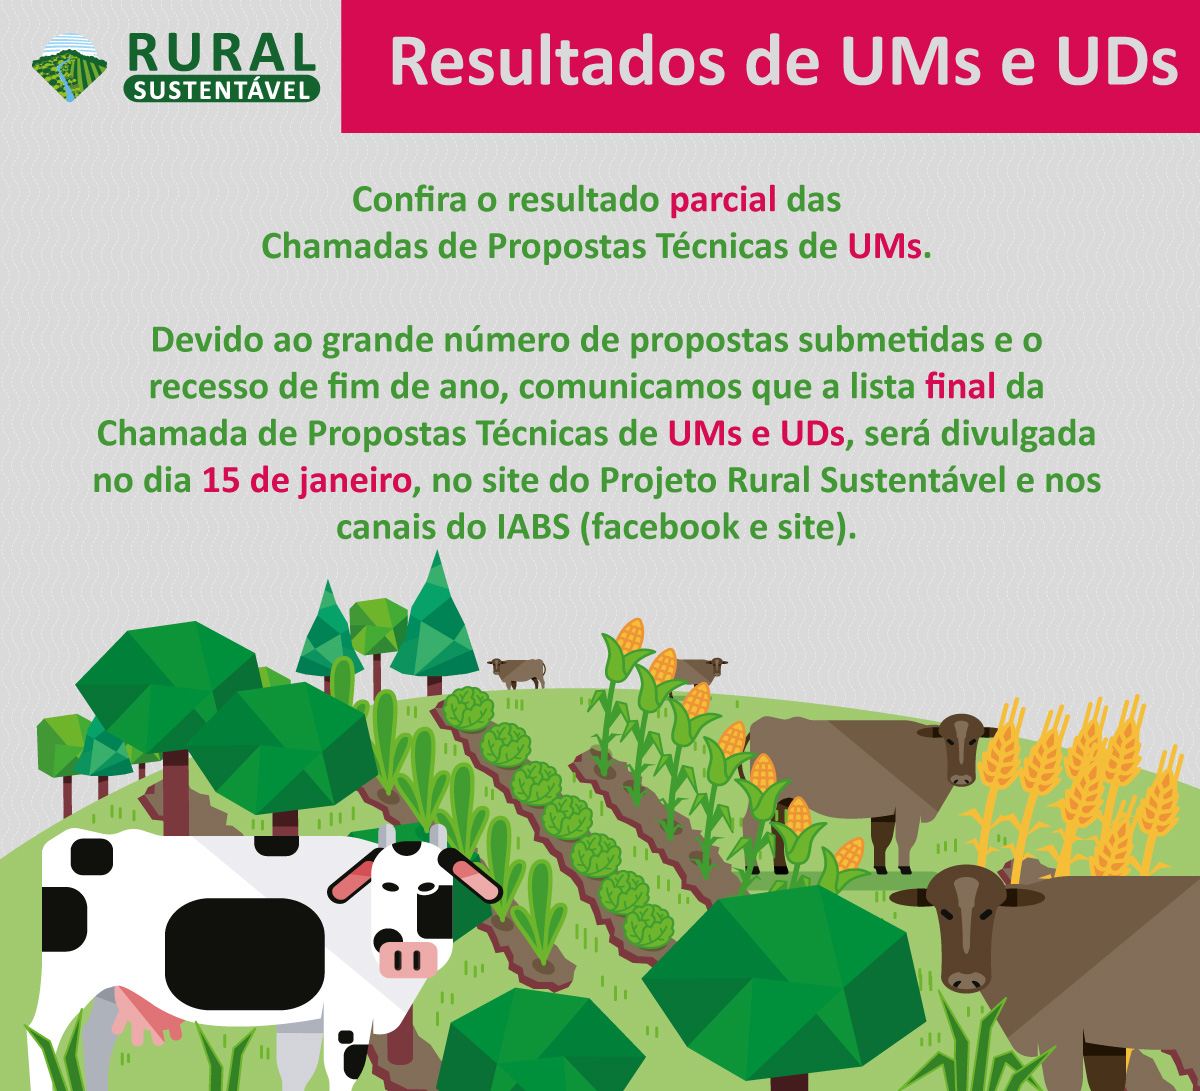 RURAL
SUSTENTÁVEL
Resultados de UMs e UDs
Confira o resultado parcial das
Chamadas de Propostas Técnicas de UMs.
Devido ao grande número de propostas submetidas e o
recesso de fim de ano, comunicamos que a lista final da
Chamada de Propostas Técnicas de UMs e UDs, será divulgada
no dia 15 de janeiro, no site do Projeto Rural Sustentável e nos
canais do IABS (facebook e site).